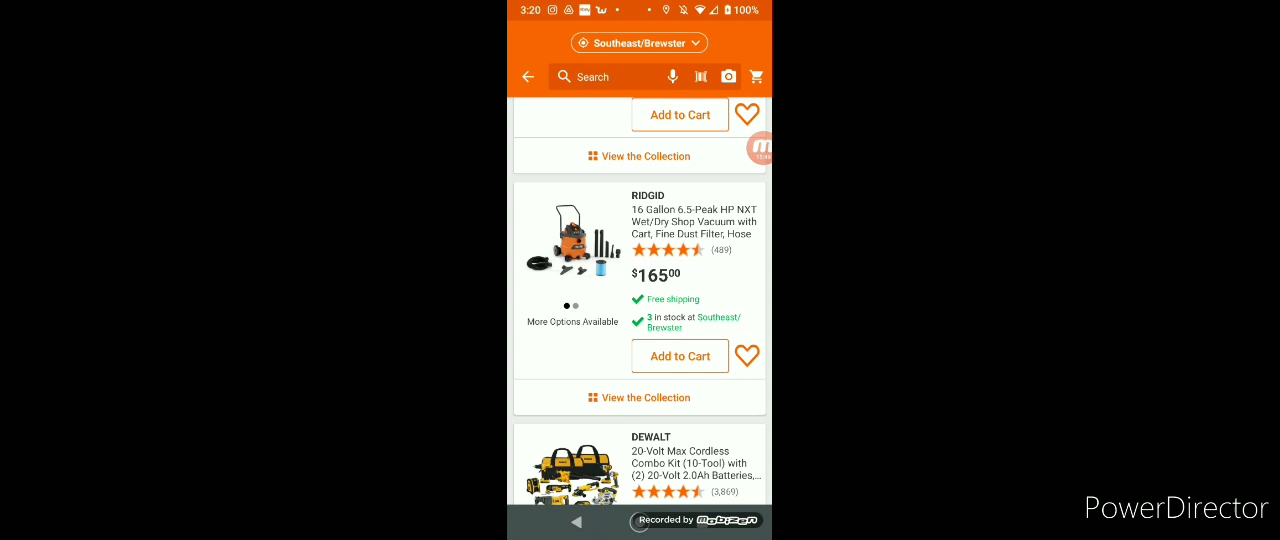 3:20
100%
Southeast/Brewster
Search
Add to Cart
View the Collection
RIDGID
16 Gallon 6.5-Peak HP NXT
Wet/Dry Shop Vacuum with
Cart, Fine Dust Filter, Hose
(489)
$16500
Free shipping
3 in stock at Southeast/
Brewster
More Options Available
Add to Cart
View the Collection
DEWALT
20-Volt Max Cordless
Combo Kit (10-Tool) with
(2) 20-Volt 2.0Ah Batteries,...
(3,869)
Recorded by mobizen
PowerDirector